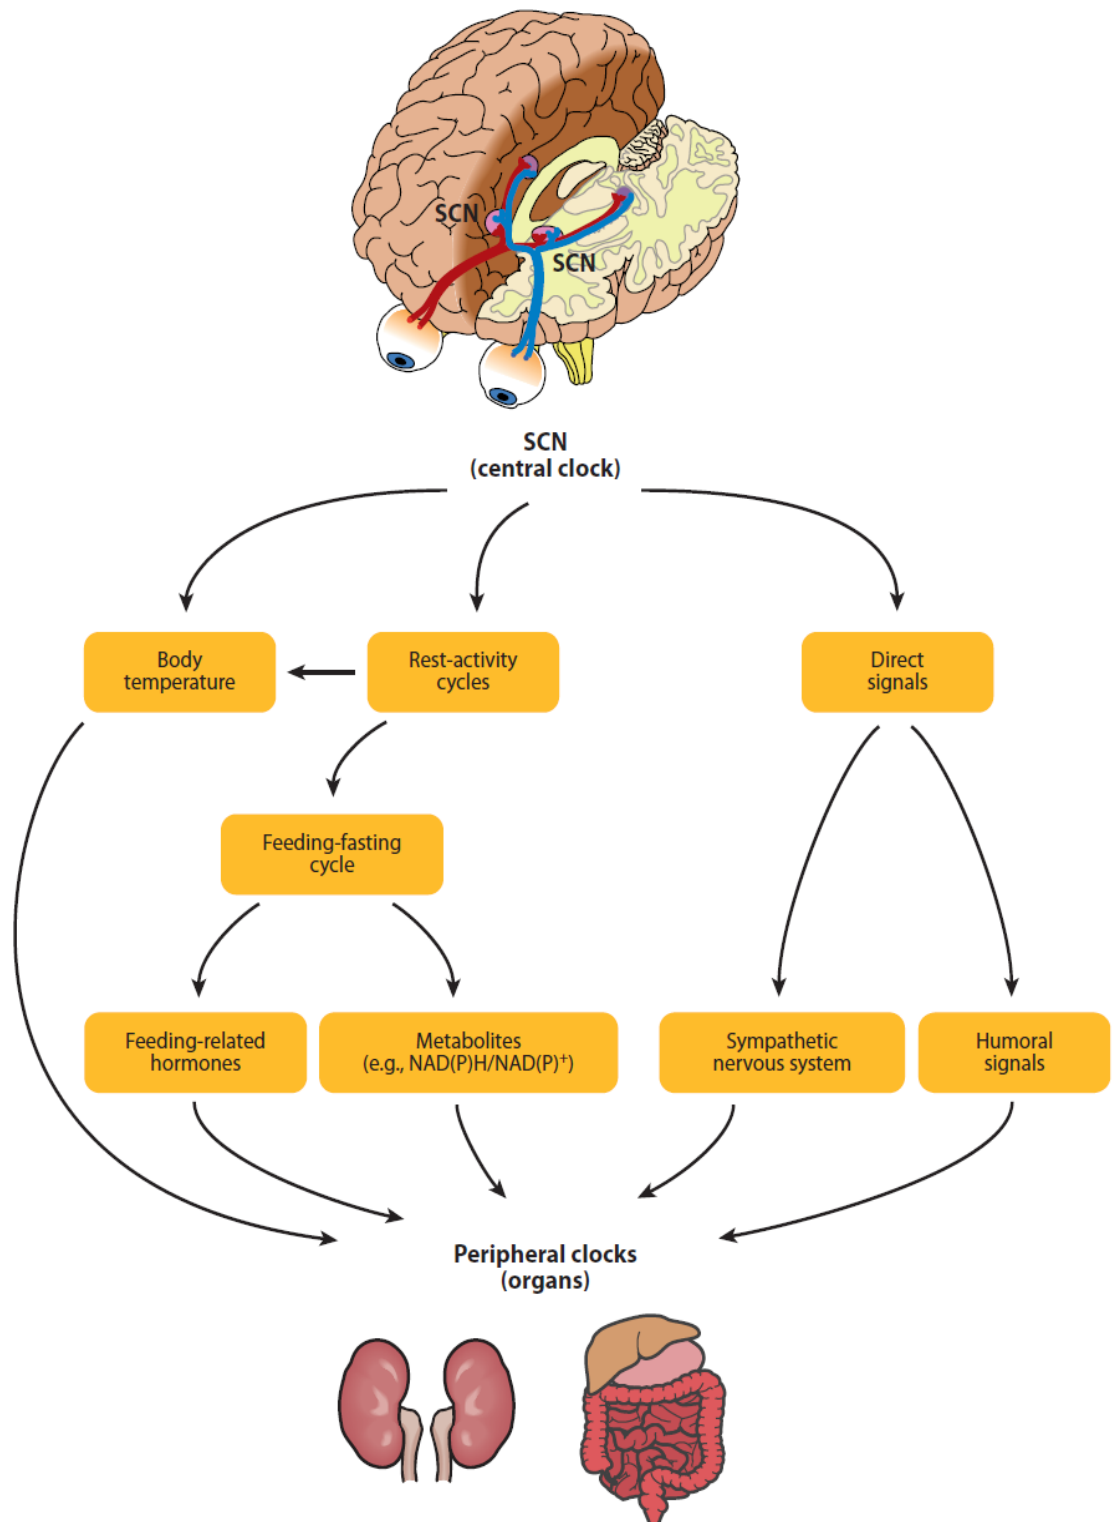 SCN
SCN
SCN
(central clock)
Body
temperature
Rest-activity
cycles
Direct
signals
Feeding-fasting
cycle
Feeding-related
hormones
Metabolites
(e.g., NAD(P)H/NAD(P)⁺)
Sympathetic
nervous system
Humoral
signals
Peripheral clocks
(organs)